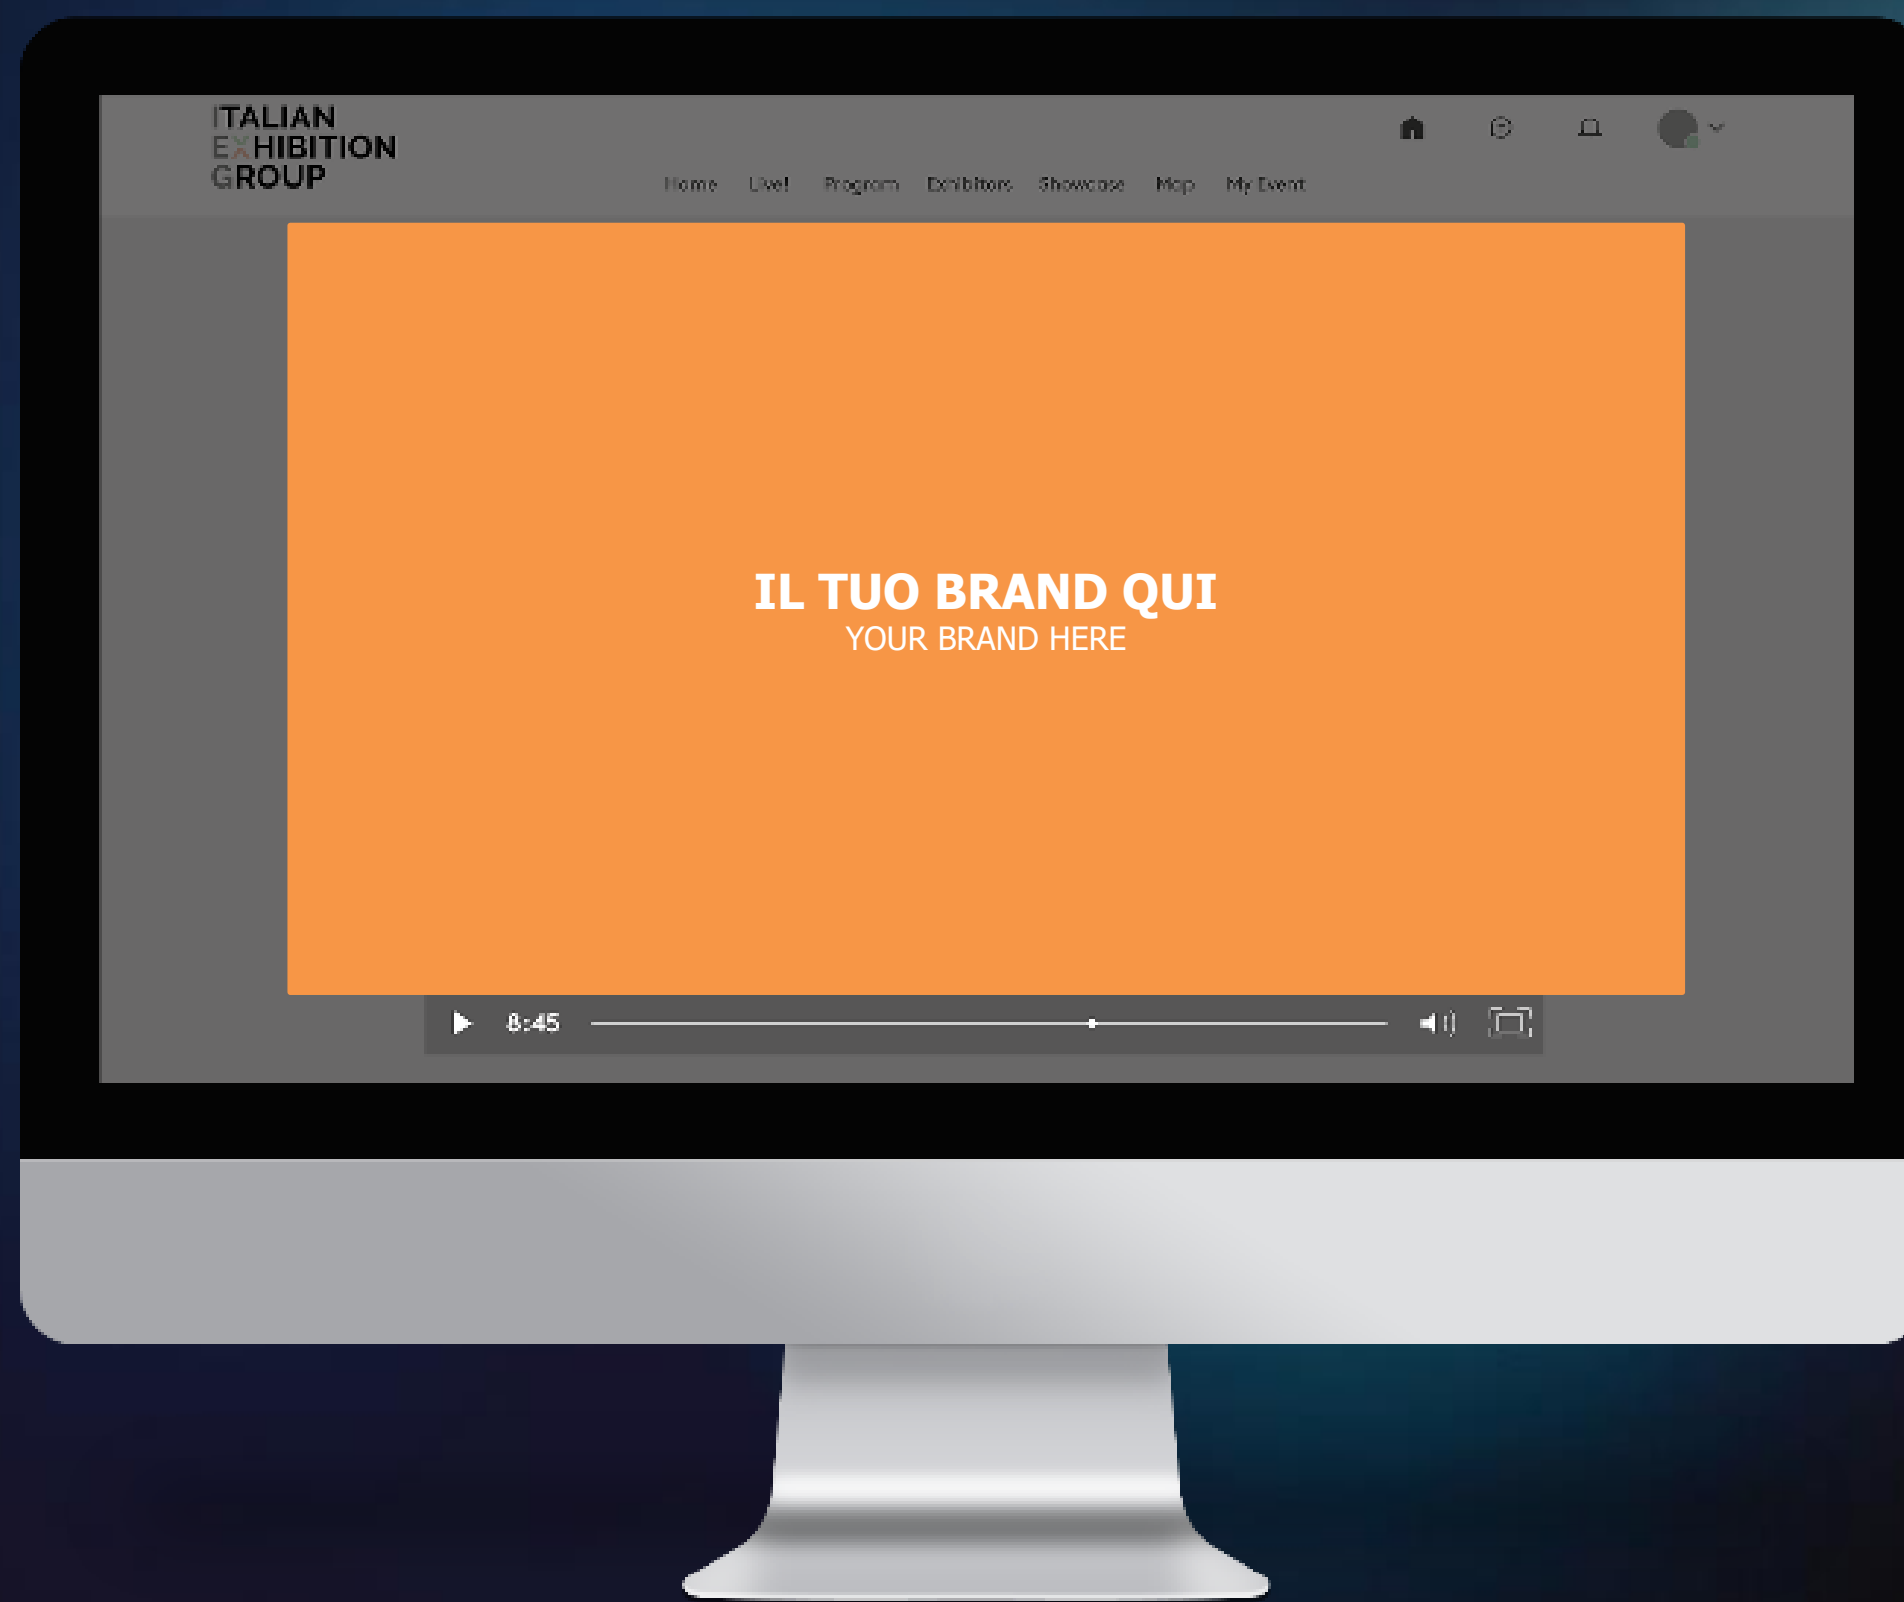 ITALIAN
EXHIBITION
GROUP
Home Live! Program Exhibitors Showcase Map My Event
IL TUO BRAND QUI
YOUR BRAND HERE
8:45